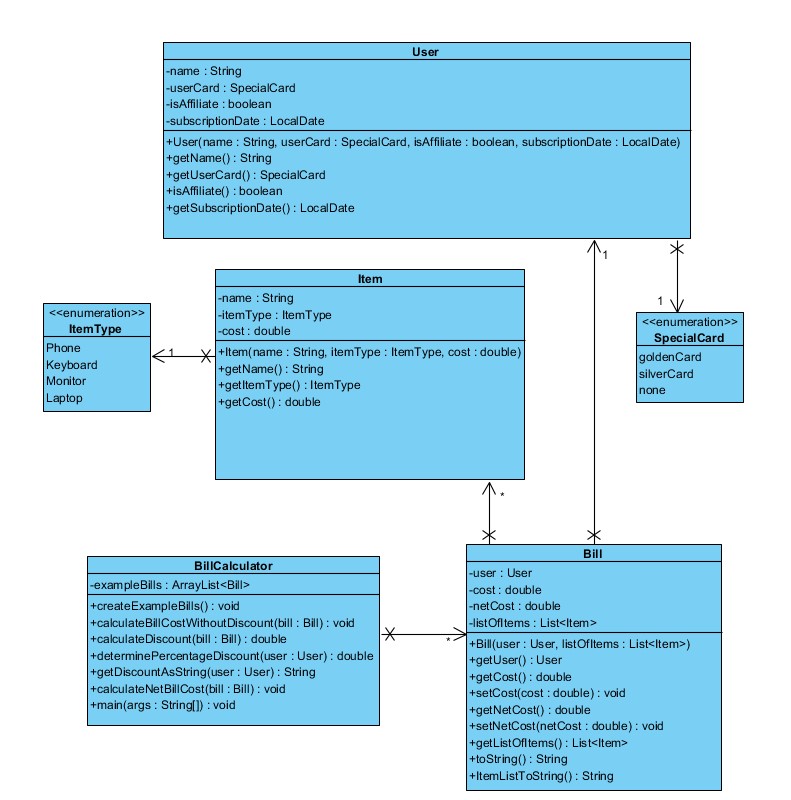 User
-name : String
-userCard : SpecialCard
-isAffiliate : boolean
-subscriptionDate : LocalDate
+User(name : String, userCard : SpecialCard, isAffiliate : boolean, subscriptionDate : LocalDate)
+getName() : String
+getUserCard() : SpecialCard
+isAffiliate() : boolean
+getSubscriptionDate() : LocalDate
1
1
<<enumeration>>
SpecialCard
goldenCard
silverCard
none
Item
-name : String
-itemType : ItemType
-cost : double
+Item(name : String, itemType : ItemType, cost : double)
+getName() : String
+getItemType() : ItemType
+getCost() : double
<<enumeration>>
ItemType
Phone
Keyboard
Monitor
Laptop
1
*
BillCalculator
-exampleBills : ArrayList<Bill>
+createExampleBills() : void
+calculateBillCostWithoutDiscount(bill : Bill) : void
+calculateDiscount(bill : Bill) : double
+determinePercentageDiscount(user : User) : double
+getDiscountAsString(user : User) : String
+calculateNetBillCost(bill : Bill) : void
+main(args : String[]) : void
*
Bill
-user : User
-cost : double
-netCost : double
-listOfItems : List<Item>
+Bill(user : User, listOfItems : List<Item>)
+getUser() : User
+getCost() : double
+setCost(cost : double) : void
+getNetCost() : double
+setNetCost(netCost : double) : void
+getListOfItems() : List<Item>
+toString() : String
+ItemListToString() : String